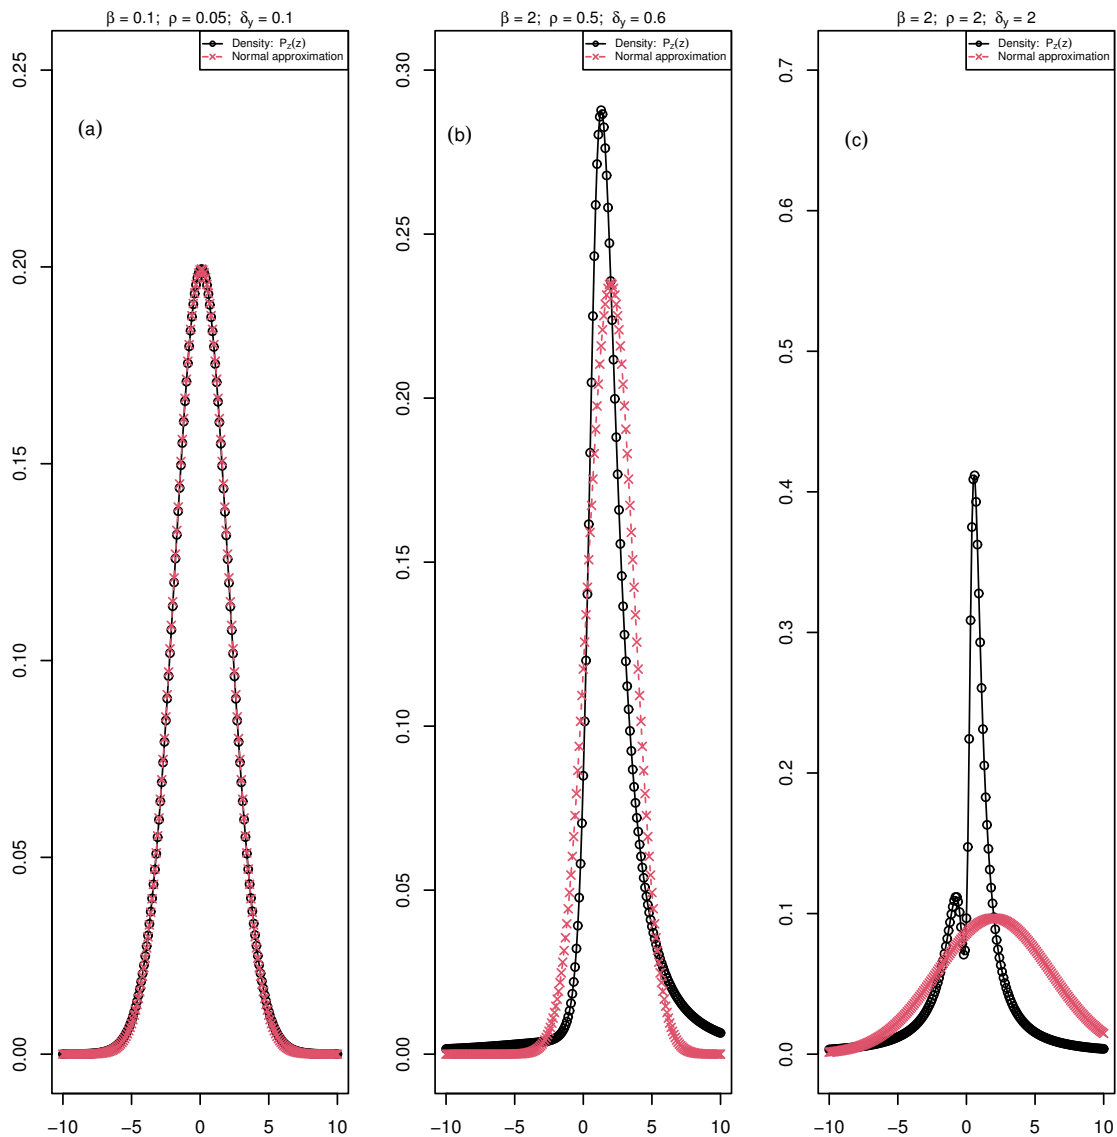 β = 0.1; ρ = 0.05; δy = 0.1
Density: Pz(z)
Normal approximation
(a)
0.25
0.20
0.15
0.10
0.05
0.00
−10 −5 0 5 10
β = 2; ρ = 0.5; δy = 0.6
Density: Pz(z)
Normal approximation
(b)
0.30
0.25
0.20
0.15
0.10
0.05
0.00
−10 −5 0 5 10
β = 2; ρ = 2; δy = 2
Density: Pz(z)
Normal approximation
(c)
0.7
0.6
0.5
0.4
0.3
0.2
0.1
0.0
−10 −5 0 5 10